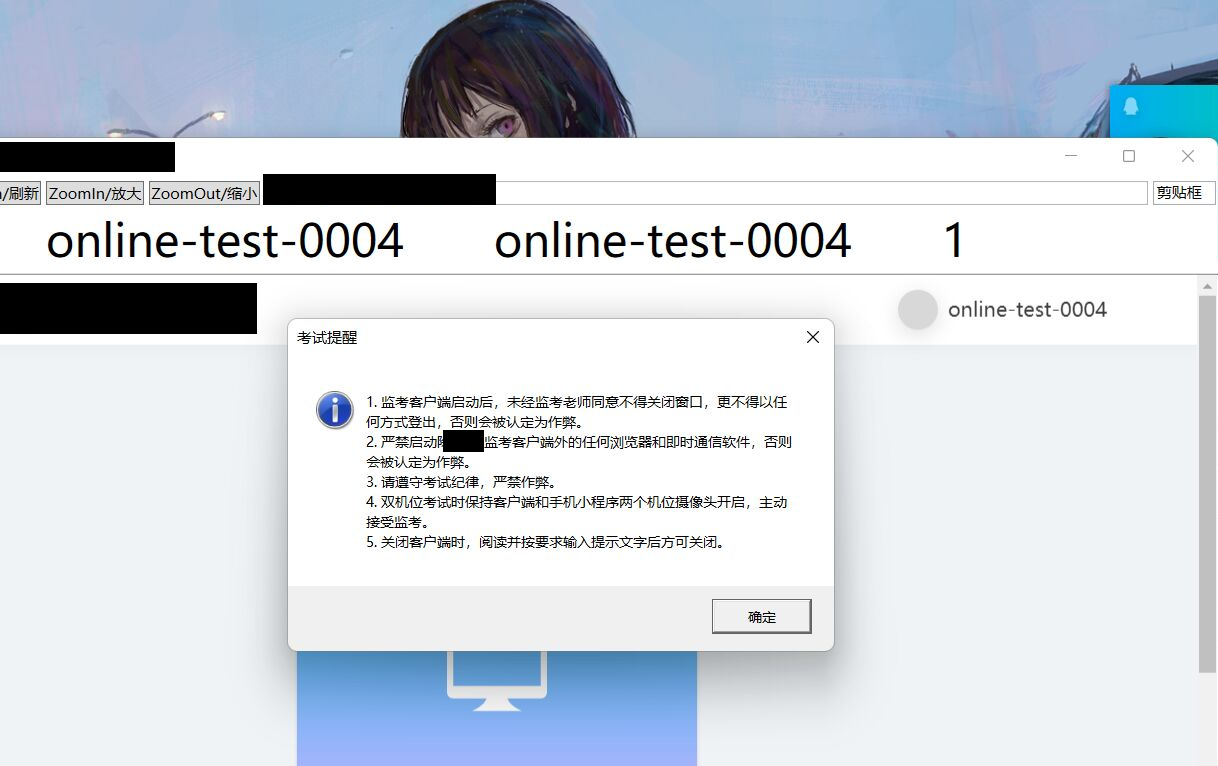 /刷新 ZoomIn/放大 ZoomOut/缩小 剪贴框
online-test-0004 online-test-0004 1
online-test-0004
考试提醒
1. 监考客户端启动后，未经监考老师同意不得关闭窗口，更不得以任
何方式登出，否则会被认定为作弊。
2. 严禁启动除 监考客户端外的任何浏览器和即时通信软件，否则
会被认定为作弊。
3. 请遵守考试纪律，严禁作弊。
4. 双机位考试时保持客户端和手机小程序两个机位摄像头开启，主动
接受监考。
5. 关闭客户端时，阅读并按要求输入提示文字后方可关闭。
确定